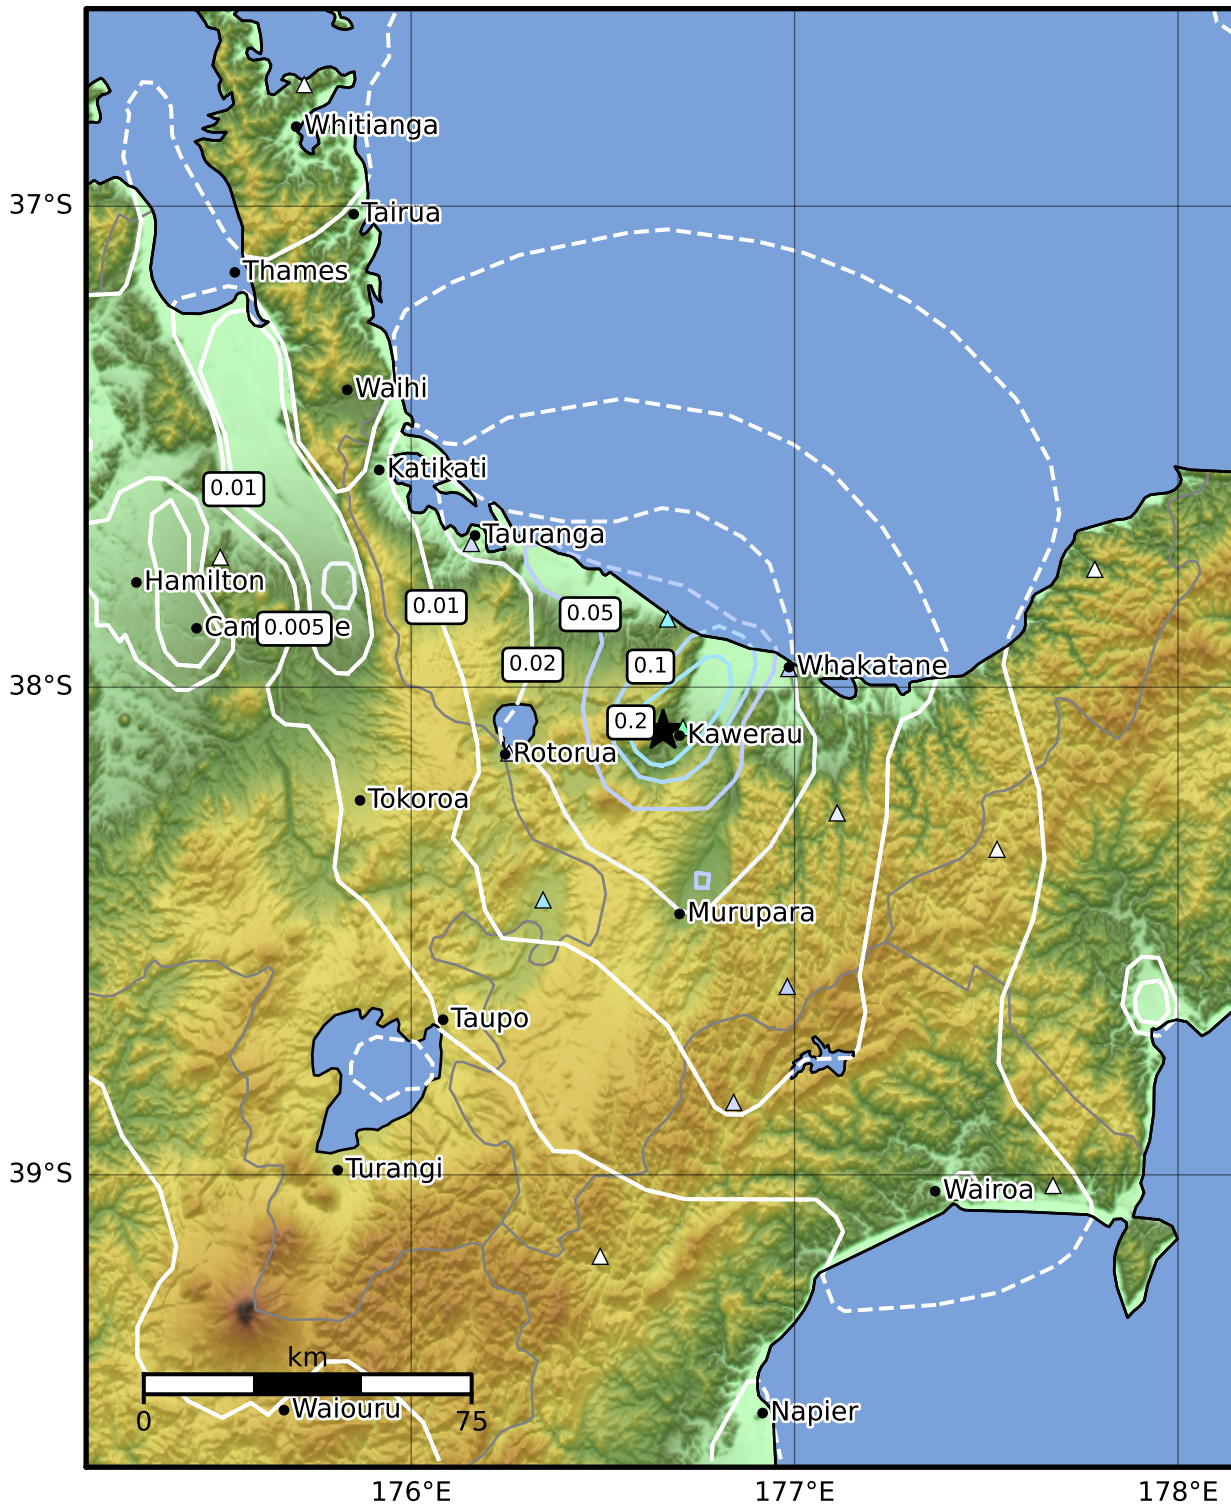 Whitianga
37°S
Tairua
Thames
Waihi
Katikati
0.01
Tauranga
Hamilton
0.01
0.05
Cam
0.005
e
0.02
0.1
Whakatane
38°S
0.2
Kawerau
Rotorua
Tokoroa
Murupara
Taupo
39°S
Turangi
Wairoa
km
0
75
Waiouru
Napier
176°E
177°E
178°E